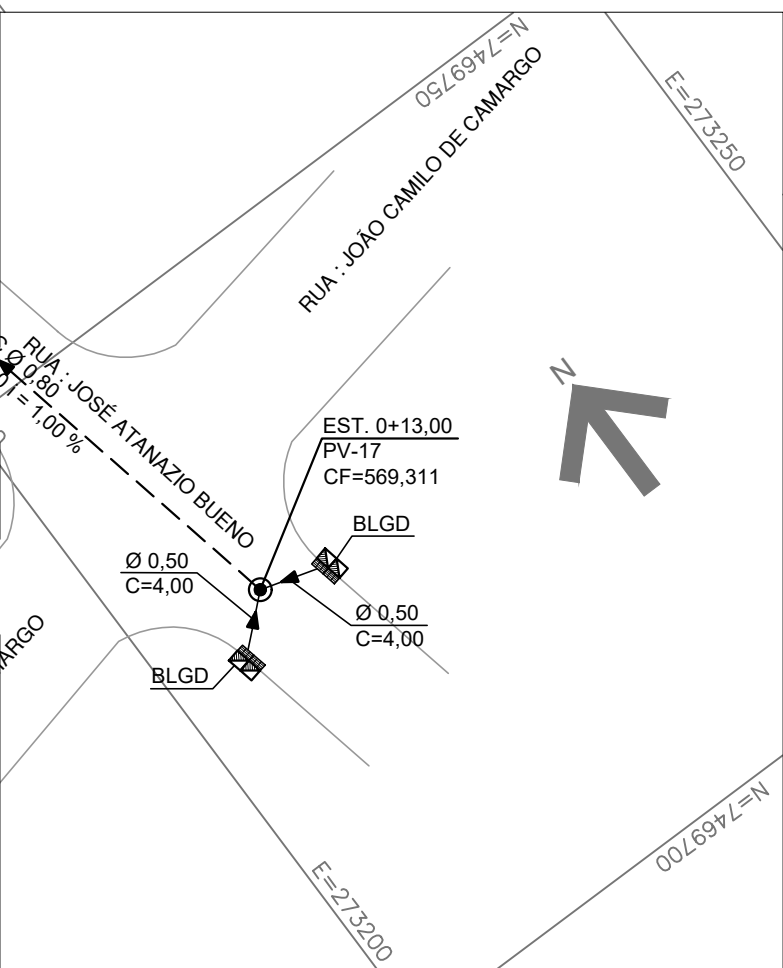 N=7469750
E=273250
RUA : JOÃO CAMILO DE CAMARGO
RUA : JOSÉ ATANAZIO BUENO
Ø 0,80
i = 1,00 %
N
EST. 0+13,00
PV-17
CF=569,311
BLGD
Ø 0,50
C=4,00
Ø 0,50
C=4,00
BLGD
E=273200
N=7469700